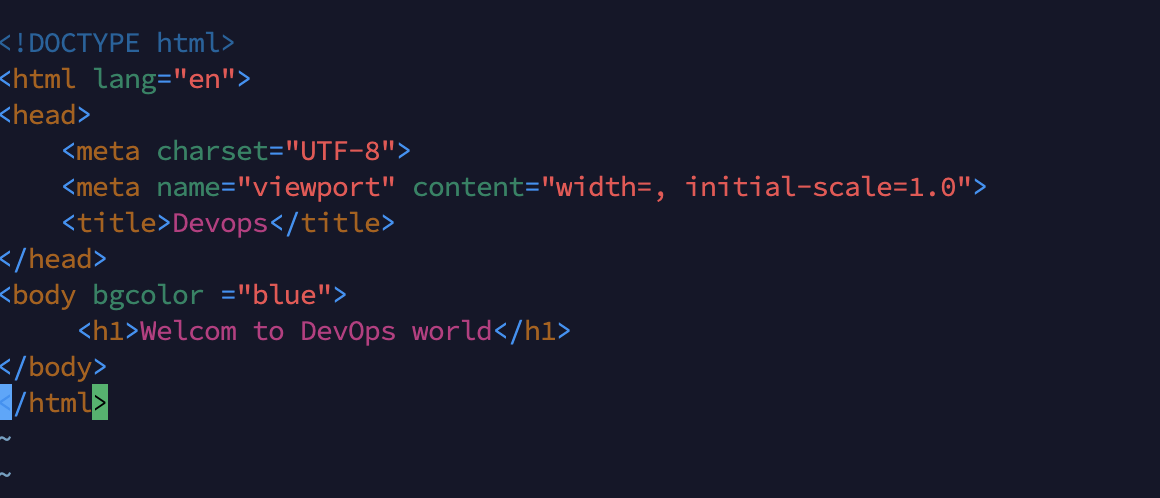 <!DOCTYPE html>
<html lang="en">
<head>
    <meta charset="UTF-8">
    <meta name="viewport" content="width=, initial-scale=1.0">
    <title>Devops</title>
</head>
<body bgcolor ="blue">
     <h1>Welcom to DevOps world</h1>
</body>
</html>
~
~